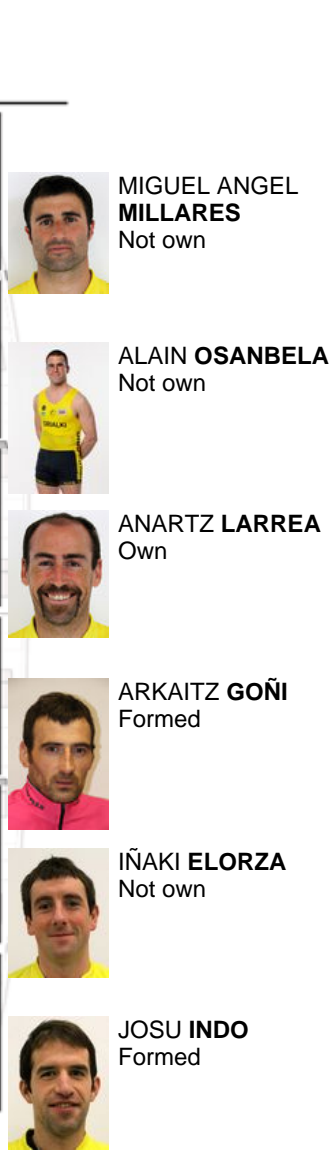 MIGUEL ANGEL
MILLARES
Not own
ALAIN OSANBELA
Not own
ANARTZ LARREA
Own
ARKAITZ GOÑI
Formed
IÑAKI ELORZA
Not own
JOSU INDO
Formed